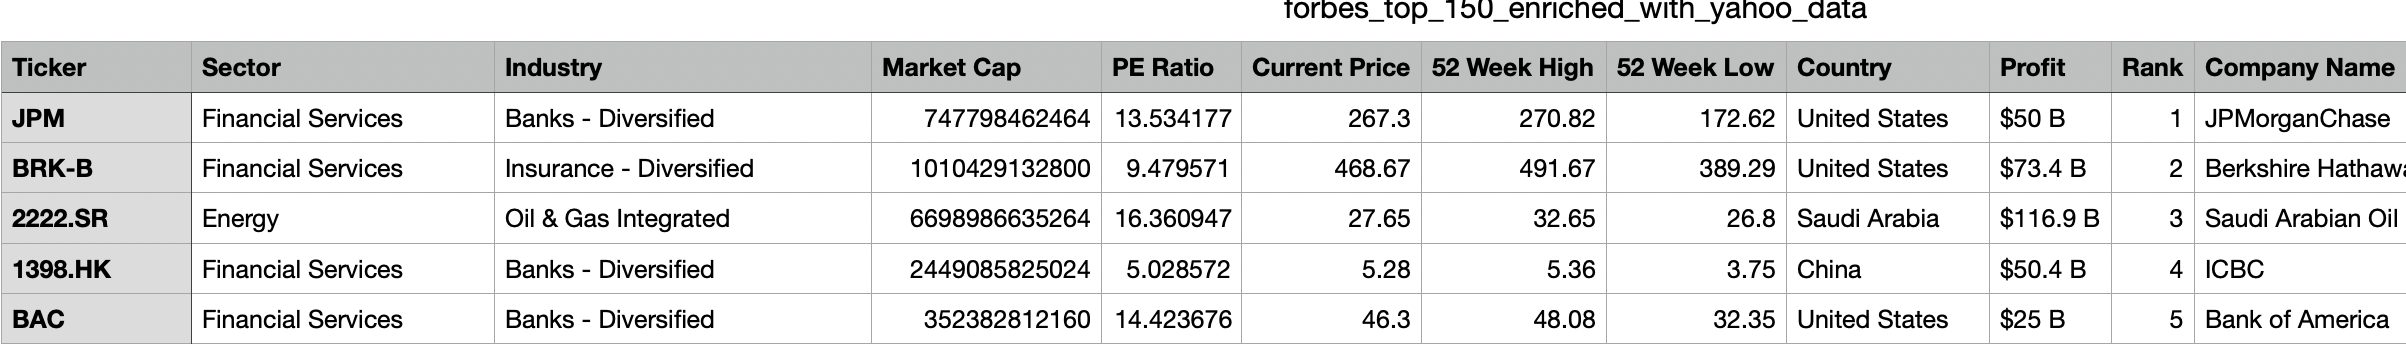 forbes_top_150_enriched_with_yahoo_data
Ticker Sector Industry Market Cap PE Ratio Current Price 52 Week High 52 Week Low Country Profit Rank Company Name
JPM Financial Services Banks - Diversified 747798462464 13.534177 267.3 270.82 172.62 United States $50 B 1 JPMorganChase
BRK-B Financial Services Insurance - Diversified 1010429132800 9.479571 468.67 491.67 389.29 United States $73.4 B 2 Berkshire
2222.SR Energy Oil & Gas Integrated 6698986635264 16.360947 27.65 32.65 26.8 Saudi Arabia $116.9 B 3 Saudi Arabian Oil
1398.HK Financial Services Banks - Diversified 2449085825024 5.028572 5.28 5.36 3.75 China $50.4 B 4 ICBC
BAC Financial Services Banks - Diversified 352382812160 14.423676 46.3 48.08 32.35 United States $25 B 5 Bank of America